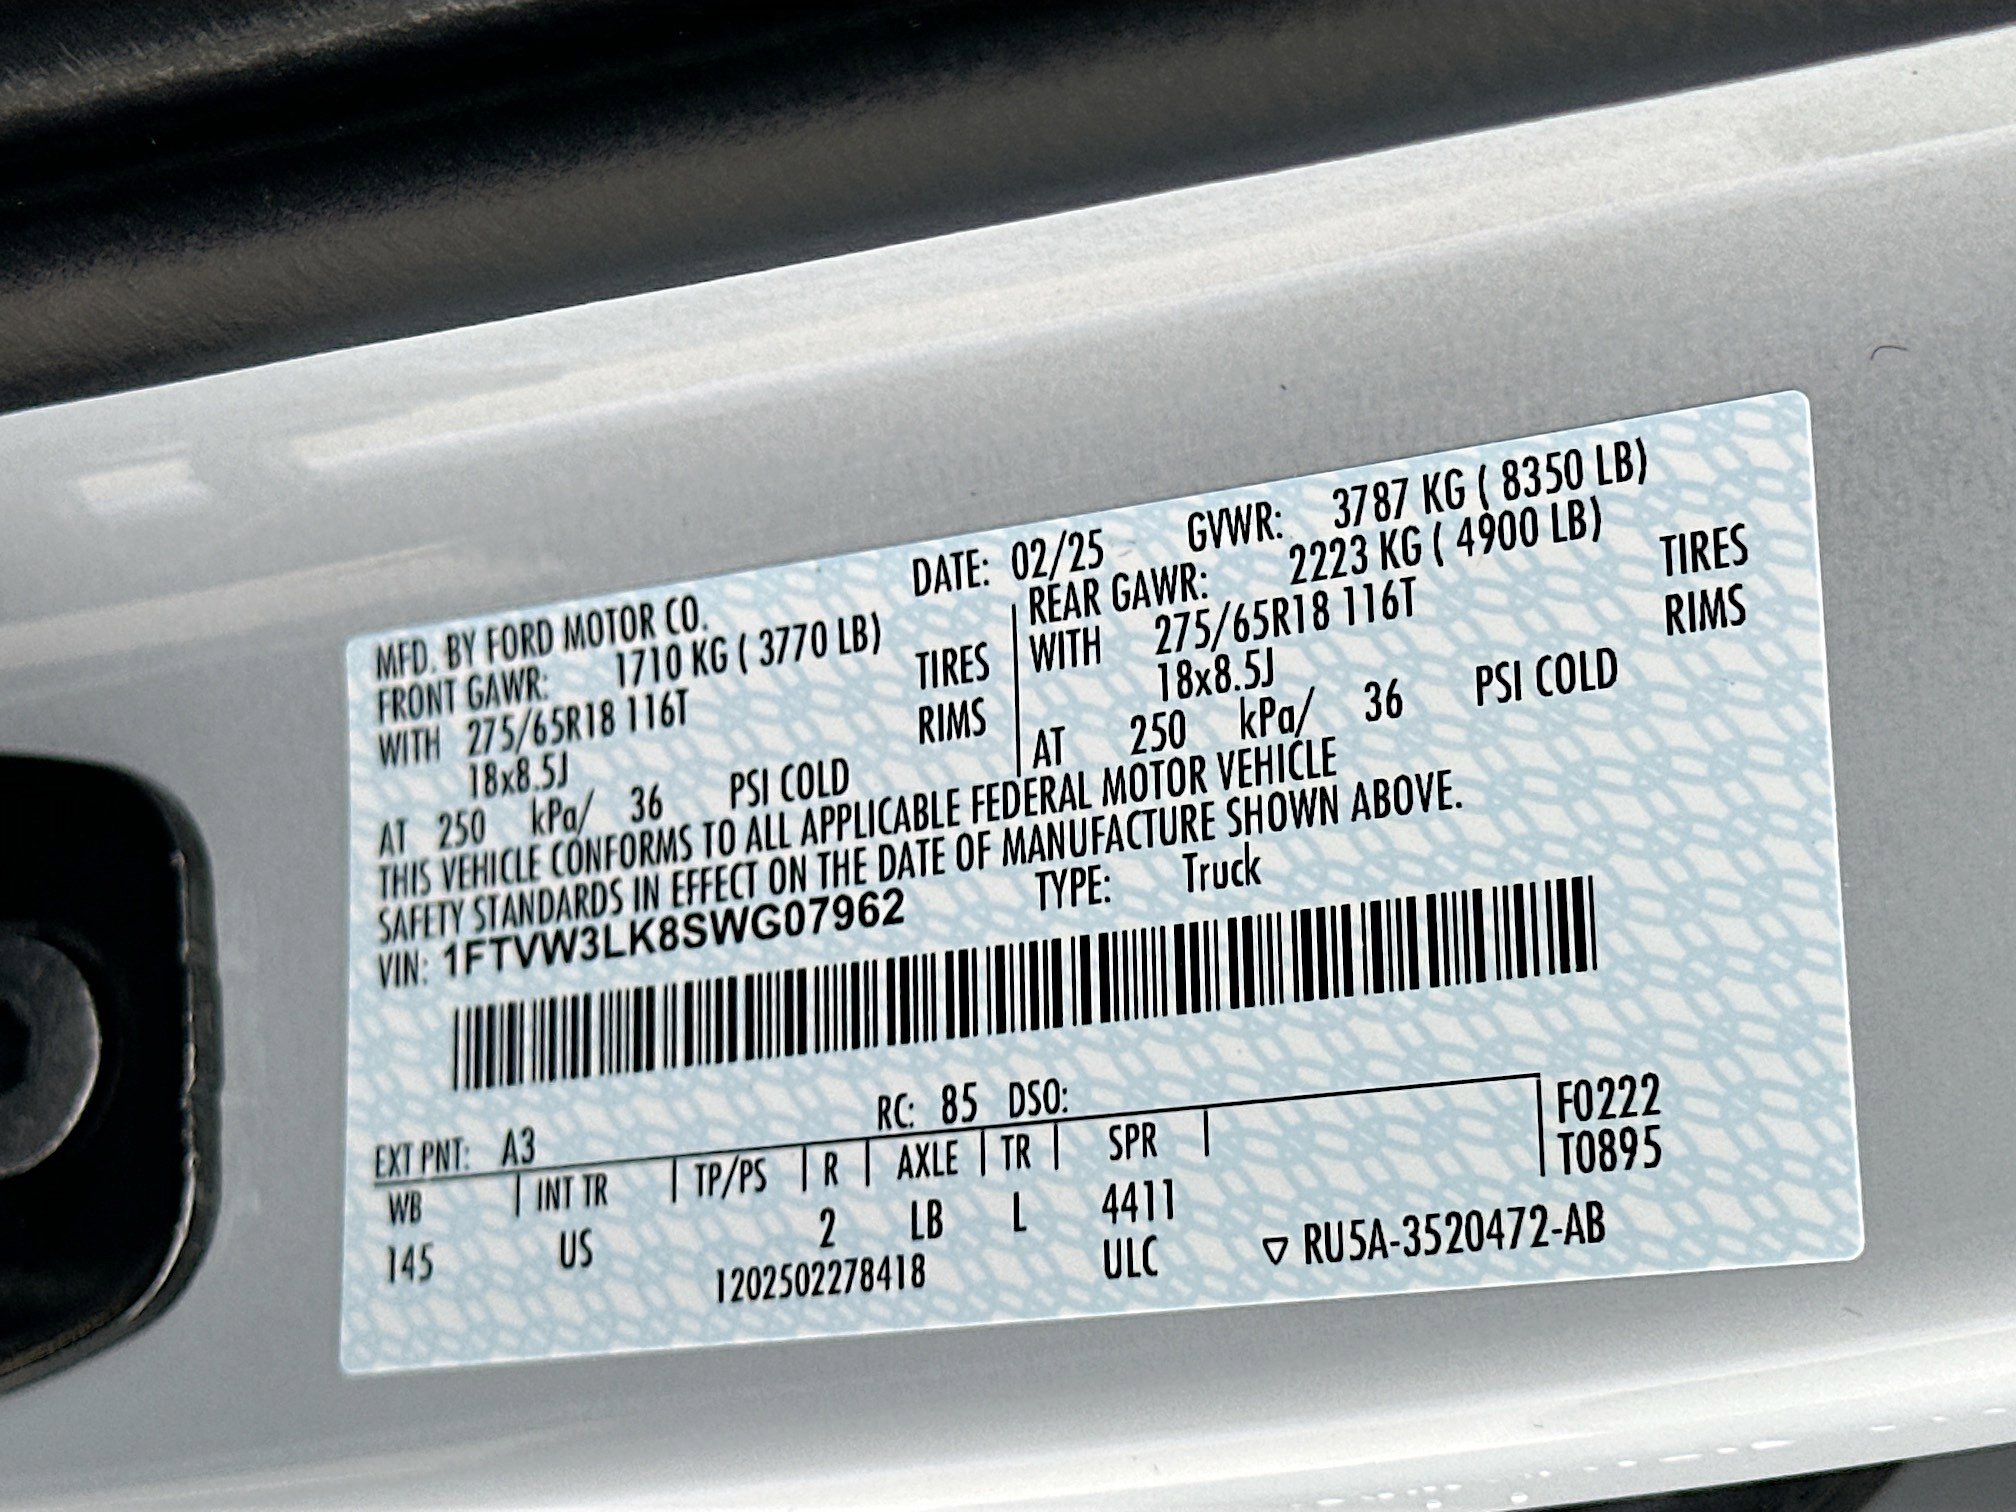 MFD. BY FORD MOTOR CO. DATE: 02/25 GVWR: 3787 KG ( 8350 LB)
FRONT GAWR: 1710 KG ( 3770 LB)
WITH 275/65R18 116T TIRES
18x8.5J RIMS
AT 250 kPa/ 36 PSI COLD
REAR GAWR: 2223 KG ( 4900 LB)
WITH 275/65R18 116T TIRES
18x8.5J RIMS
AT 250 kPa/ 36 PSI COLD
THIS VEHICLE CONFORMS TO ALL APPLICABLE FEDERAL MOTOR VEHICLE
SAFETY STANDARDS IN EFFECT ON THE DATE OF MANUFACTURE SHOWN ABOVE.
VIN: 1FTVW3LK8SWG07962 TYPE: Truck
EXT PNT: A3 RC: 85 DSO:
WB INT TR TP/PS R AXLE TR SPR
145 US 2 LB L 4411
1202502278418 ULC
F0222
T0895
RU5A-3520472-AB